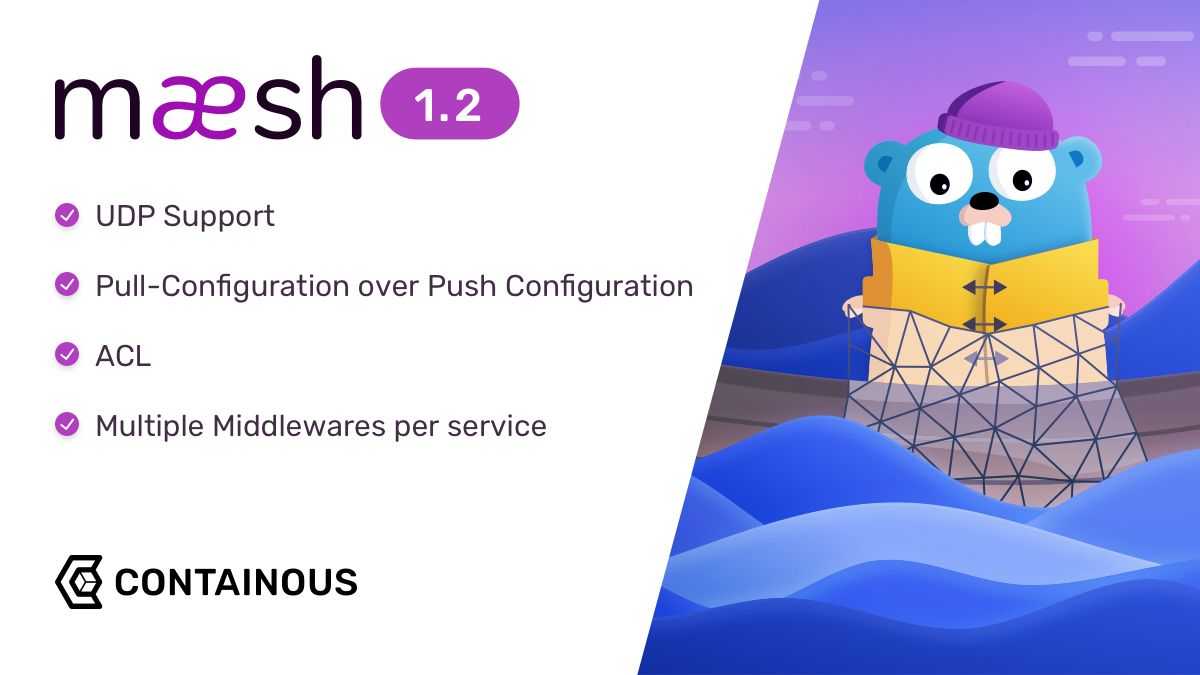 mæsh 1.2
UDP Support
Pull-Configuration over Push Configuration
ACL
Multiple Middlewares per service
CONTAINOUS